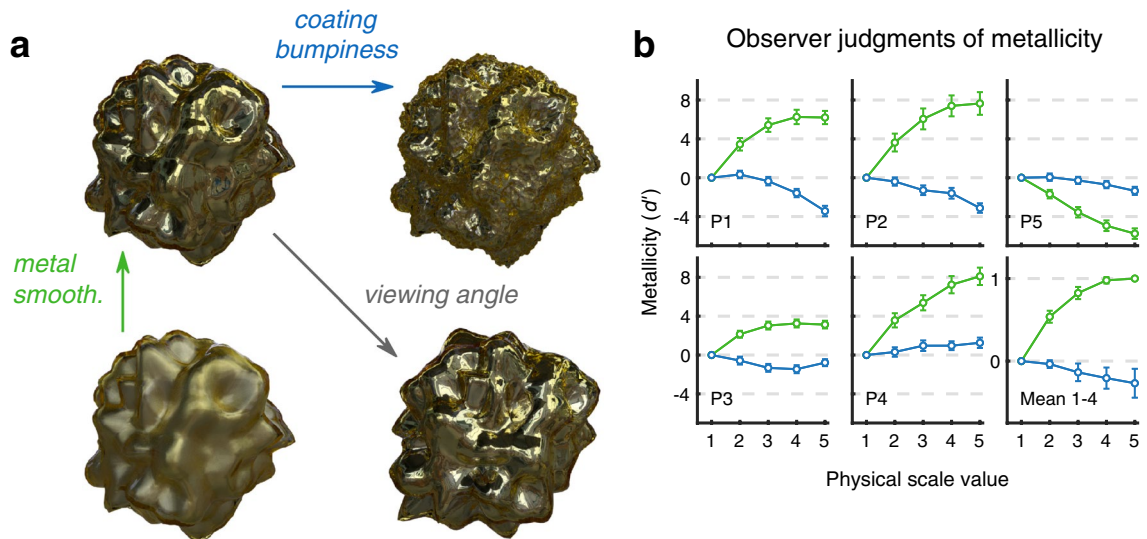 a
coating
bumpiness
metal
smooth.
viewing angle
b
Observer judgments of metallicity
Metallicity (d′′)
8
4
0
-4
P1
P2
P5
8
4
0
-4
P3
P4
1
0
Mean 1-4
1 2 3 4 5
1 2 3 4 5
1 2 3 4 5
Physical scale value